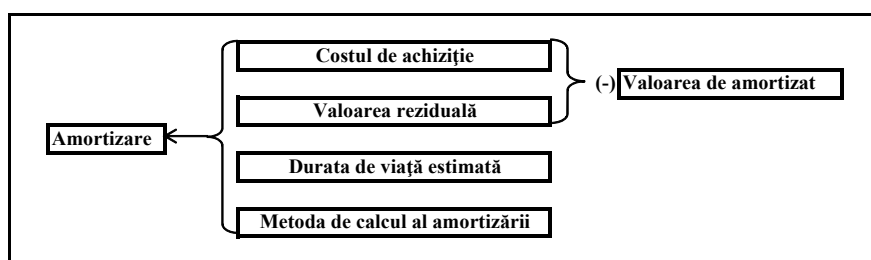 Costul de achiziţie
(-) Valoarea de amortizat
Valoarea reziduală
Amortizare
Durata de viaţă estimată
Metoda de calcul al amortizării